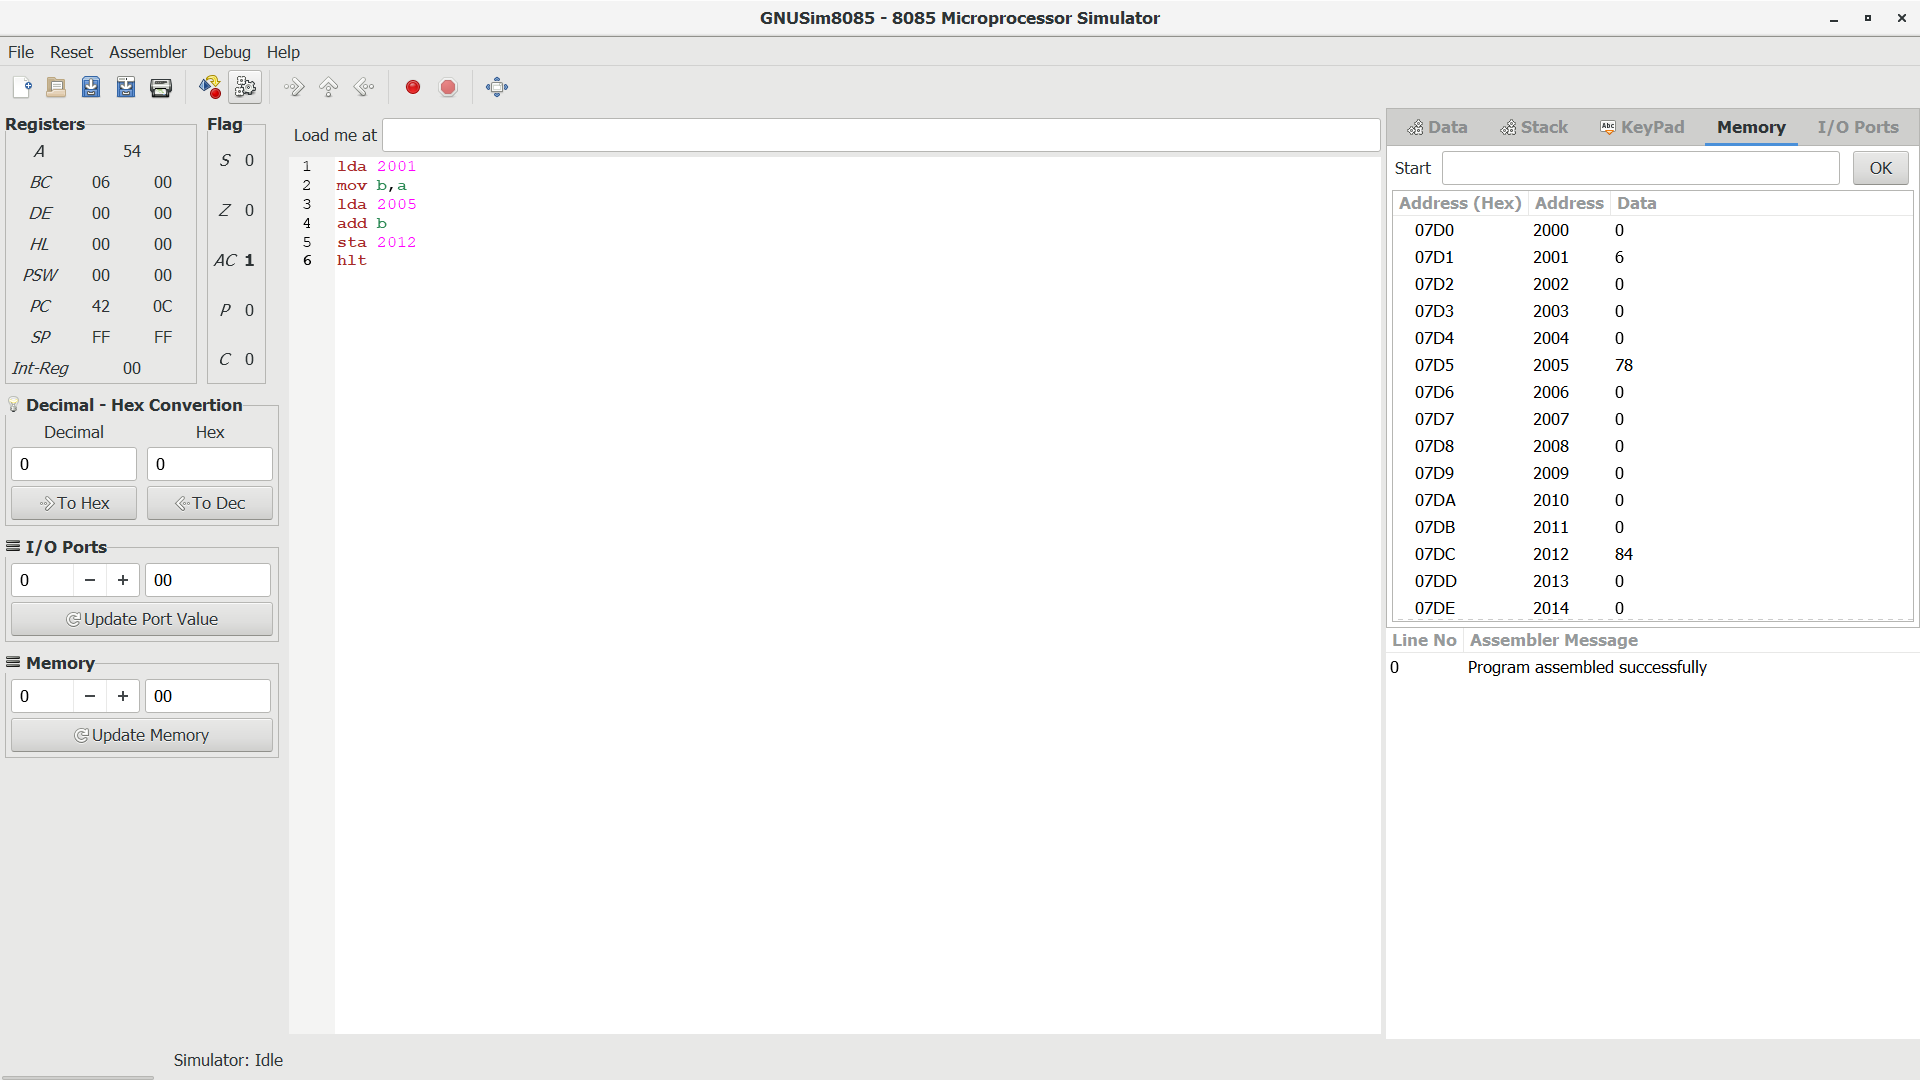 GNUSim8085 - 8085 Microprocessor Simulator
File Reset Assembler Debug Help
Registers
A 54
BC 06 00
DE 00 00
HL 00 00
PSW 00 00
PC 42 0C
SP FF FF
Int-Reg 00
Flag
S 0
Z 0
AC 1
P 0
C 0
Decimal - Hex Convertion
Decimal Hex
0 0
To Hex To Dec
I/O Ports
0 − + 00
Update Port Value
Memory
0 − + 00
Update Memory
Load me at
1 lda 2001
2 mov b,a
3 lda 2005
4 add b
5 sta 2012
6 hlt
Data Stack Abc KeyPad Memory I/O Ports
Start OK
Address (Hex) Address Data
07D0 2000 0
07D1 2001 6
07D2 2002 0
07D3 2003 0
07D4 2004 0
07D5 2005 78
07D6 2006 0
07D7 2007 0
07D8 2008 0
07D9 2009 0
07DA 2010 0
07DB 2011 0
07DC 2012 84
07DD 2013 0
07DE 2014 0
Line No Assembler Message
0 Program assembled successfully
Simulator: Idle